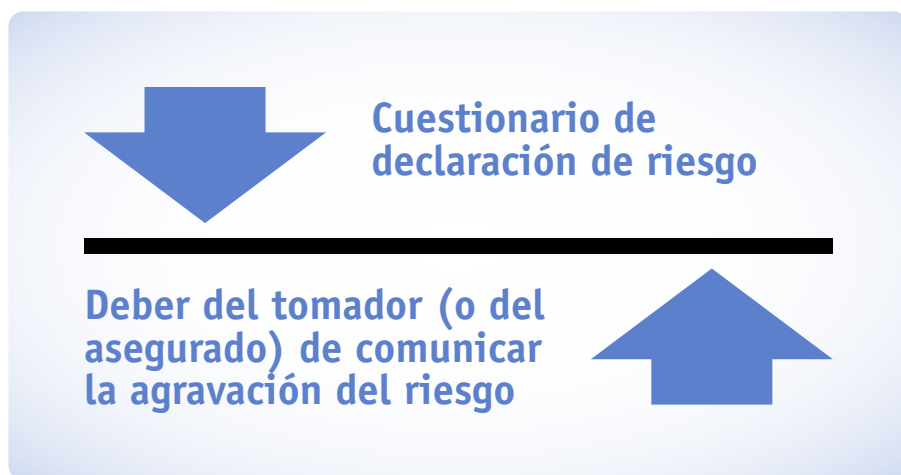 Cuestionario de
declaración de riesgo
Deber del tomador (o del
asegurado) de comunicar
la agravación del riesgo